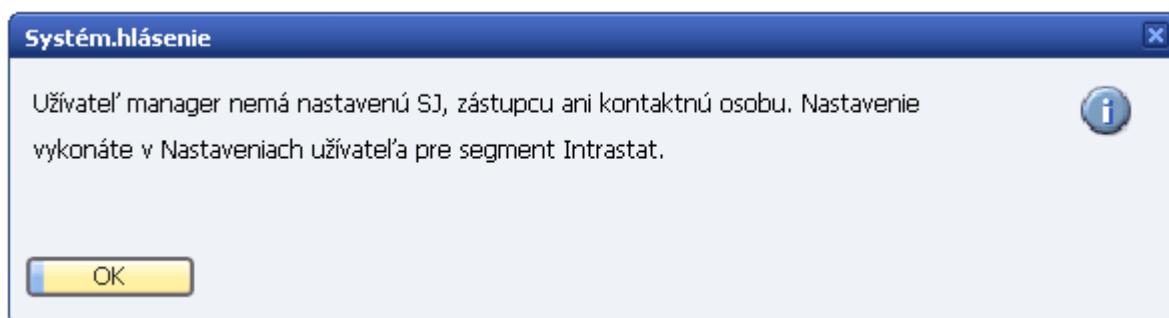 Systém.hlásenie
Užívateľ manager nemá nastavenú SJ, zástupcu ani kontaktnú osobu. Nastavenie
vykonáte v Nastaveniach užívateľa pre segment Intrastat.
OK